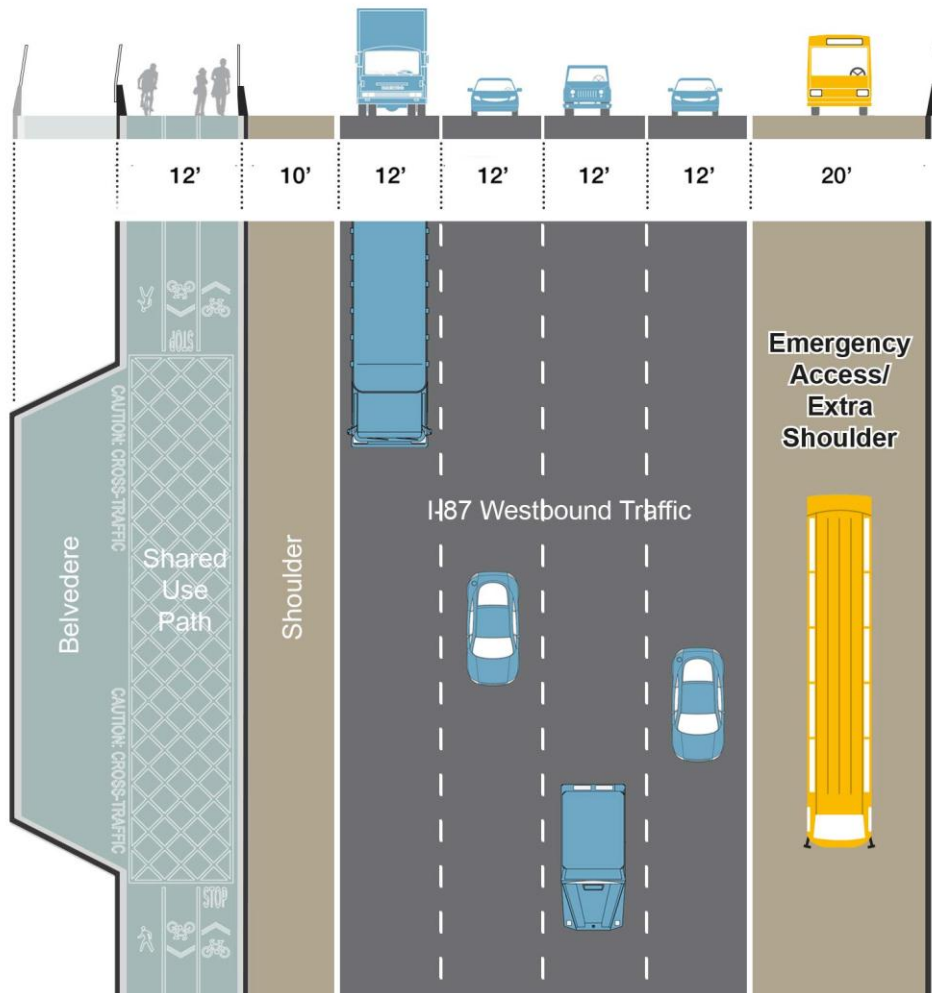 12’ 10’ 12’ 12’ 12’ 12’ 20’
STOP
Emergency
Access/
Extra
Shoulder
CAUTION: CROSS-TRAFFIC
I-87 Westbound Traffic
Belvedere
Shared
Use
Path
Shoulder
CAUTION: CROSS-TRAFFIC
STOP